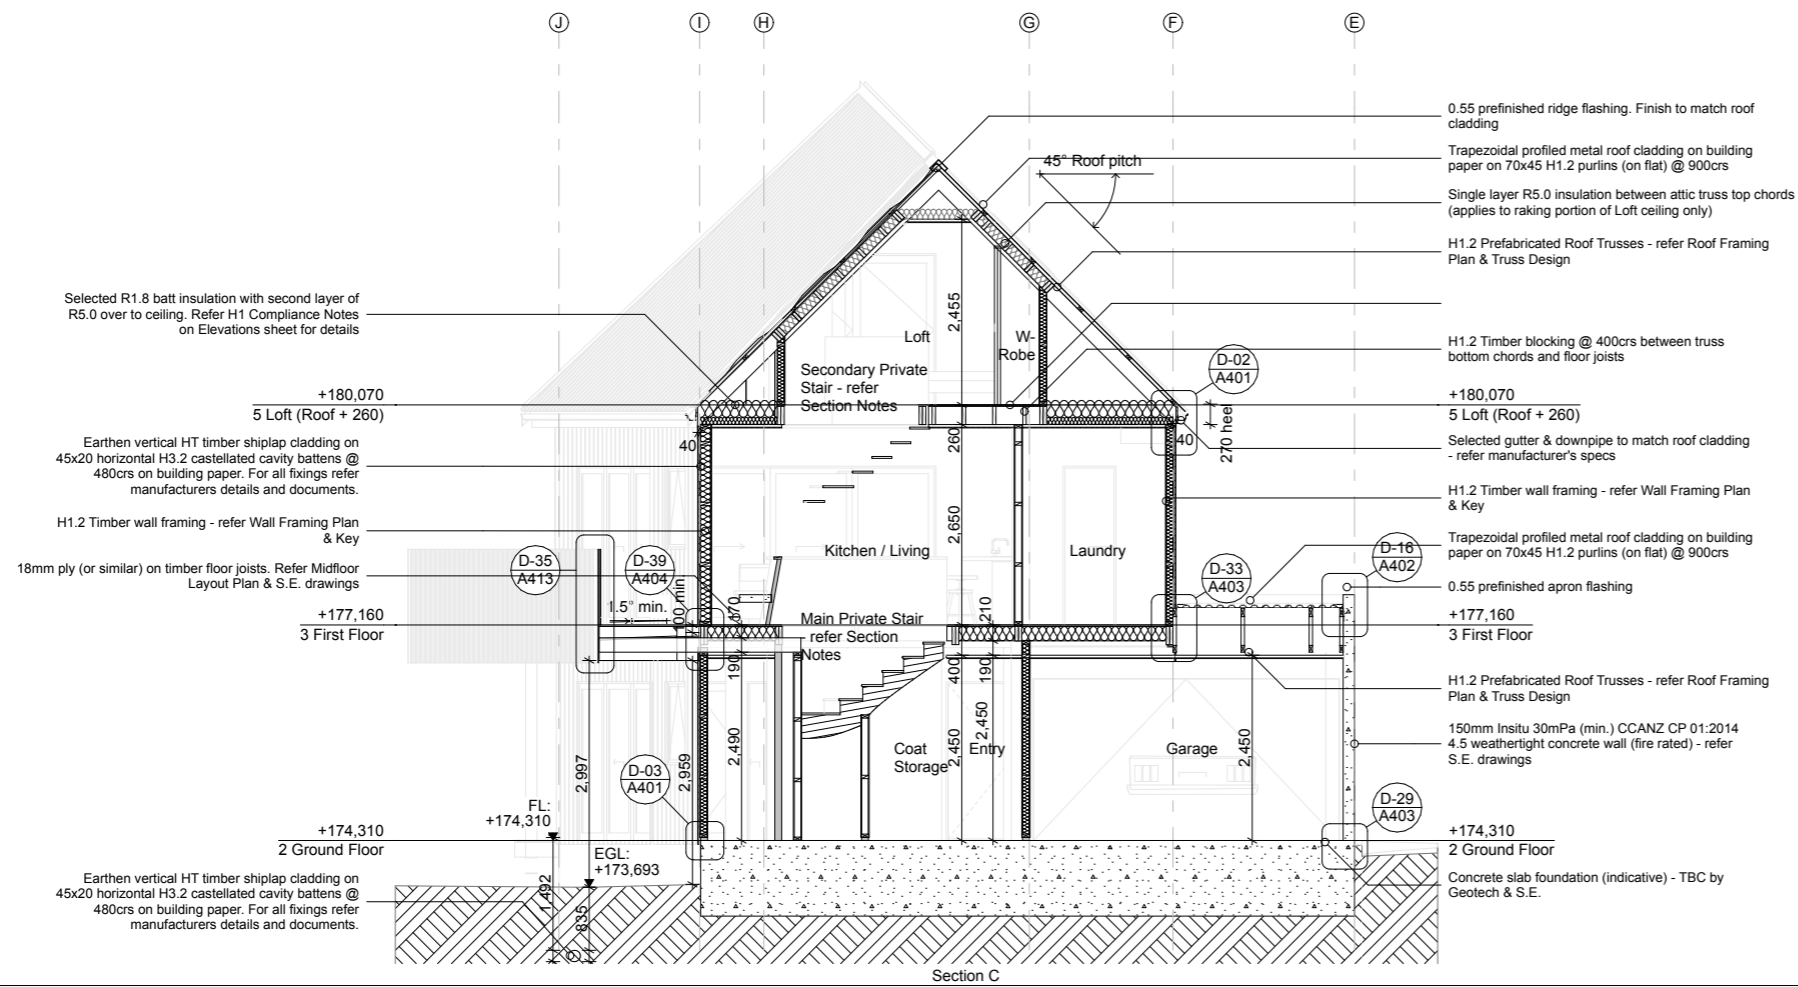 J
I
H
G
F
E
0.55 prefinished ridge flashing. Finish to match roof
cladding
Trapezoidal profiled metal roof cladding on building
paper on 70x45 H1.2 purlins (on flat) @ 900crs
45° Roof pitch
Single layer R5.0 insulation between attic truss top chords
(applies to raking portion of Loft ceiling only)
H1.2 Prefabricated Roof Trusses - refer Roof Framing
Plan & Truss Design
Selected R1.8 batt insulation with second layer of
R5.0 over to ceiling. Refer H1 Compliance Notes
on Elevations sheet for details
2,455
Loft
W-
Robe
H1.2 Timber blocking @ 400crs between truss
bottom chords and floor joists
D-02
A401
Secondary Private
Stair - refer
Section Notes
+180,070
5 Loft (Roof + 260)
+180,070
5 Loft (Roof + 260)
Earthen vertical HT timber shiplap cladding on
45x20 horizontal H3.2 castellated cavity battens @
480crs on building paper. For all fixings refer
manufacturers details and documents.
40
260
40
270 heel
Selected gutter & downpipe to match roof cladding
- refer manufacturer's specs
H1.2 Timber wall framing - refer Wall Framing Plan
& Key
H1.2 Timber wall framing - refer Wall Framing Plan
& Key
2,650
Kitchen / Living
Laundry
Trapezoidal profiled metal roof cladding on building
paper on 70x45 H1.2 purlins (on flat) @ 900crs
D-35
A413
D-39
A404
D-33
A403
D-16
A402
18mm ply (or similar) on timber floor joists. Refer Midfloor
Layout Plan & S.E. drawings
0.55 prefinished apron flashing
1.5° min.
100 min.
170
210
+177,160
3 First Floor
Main Private Stair
- refer Section
Notes
+177,160
3 First Floor
190
400
190
H1.2 Prefabricated Roof Trusses - refer Roof Framing
Plan & Truss Design
150mm Insitu 30mPa (min.) CCANZ CP 01:2014
4.5 weathertight concrete wall (fire rated) - refer
S.E. drawings
2,997
2,959
2,490
Coat
Storage
2,450
Entry
2,450
Garage
2,450
D-03
A401
D-29
A403
FL:
+174,310
+174,310
2 Ground Floor
+174,310
2 Ground Floor
EGL:
+173,693
Earthen vertical HT timber shiplap cladding on
45x20 horizontal H3.2 castellated cavity battens @
480crs on building paper. For all fixings refer
manufacturers details and documents.
1,492
835
Concrete slab foundation (indicative) - TBC by
Geotech & S.E.
Section C